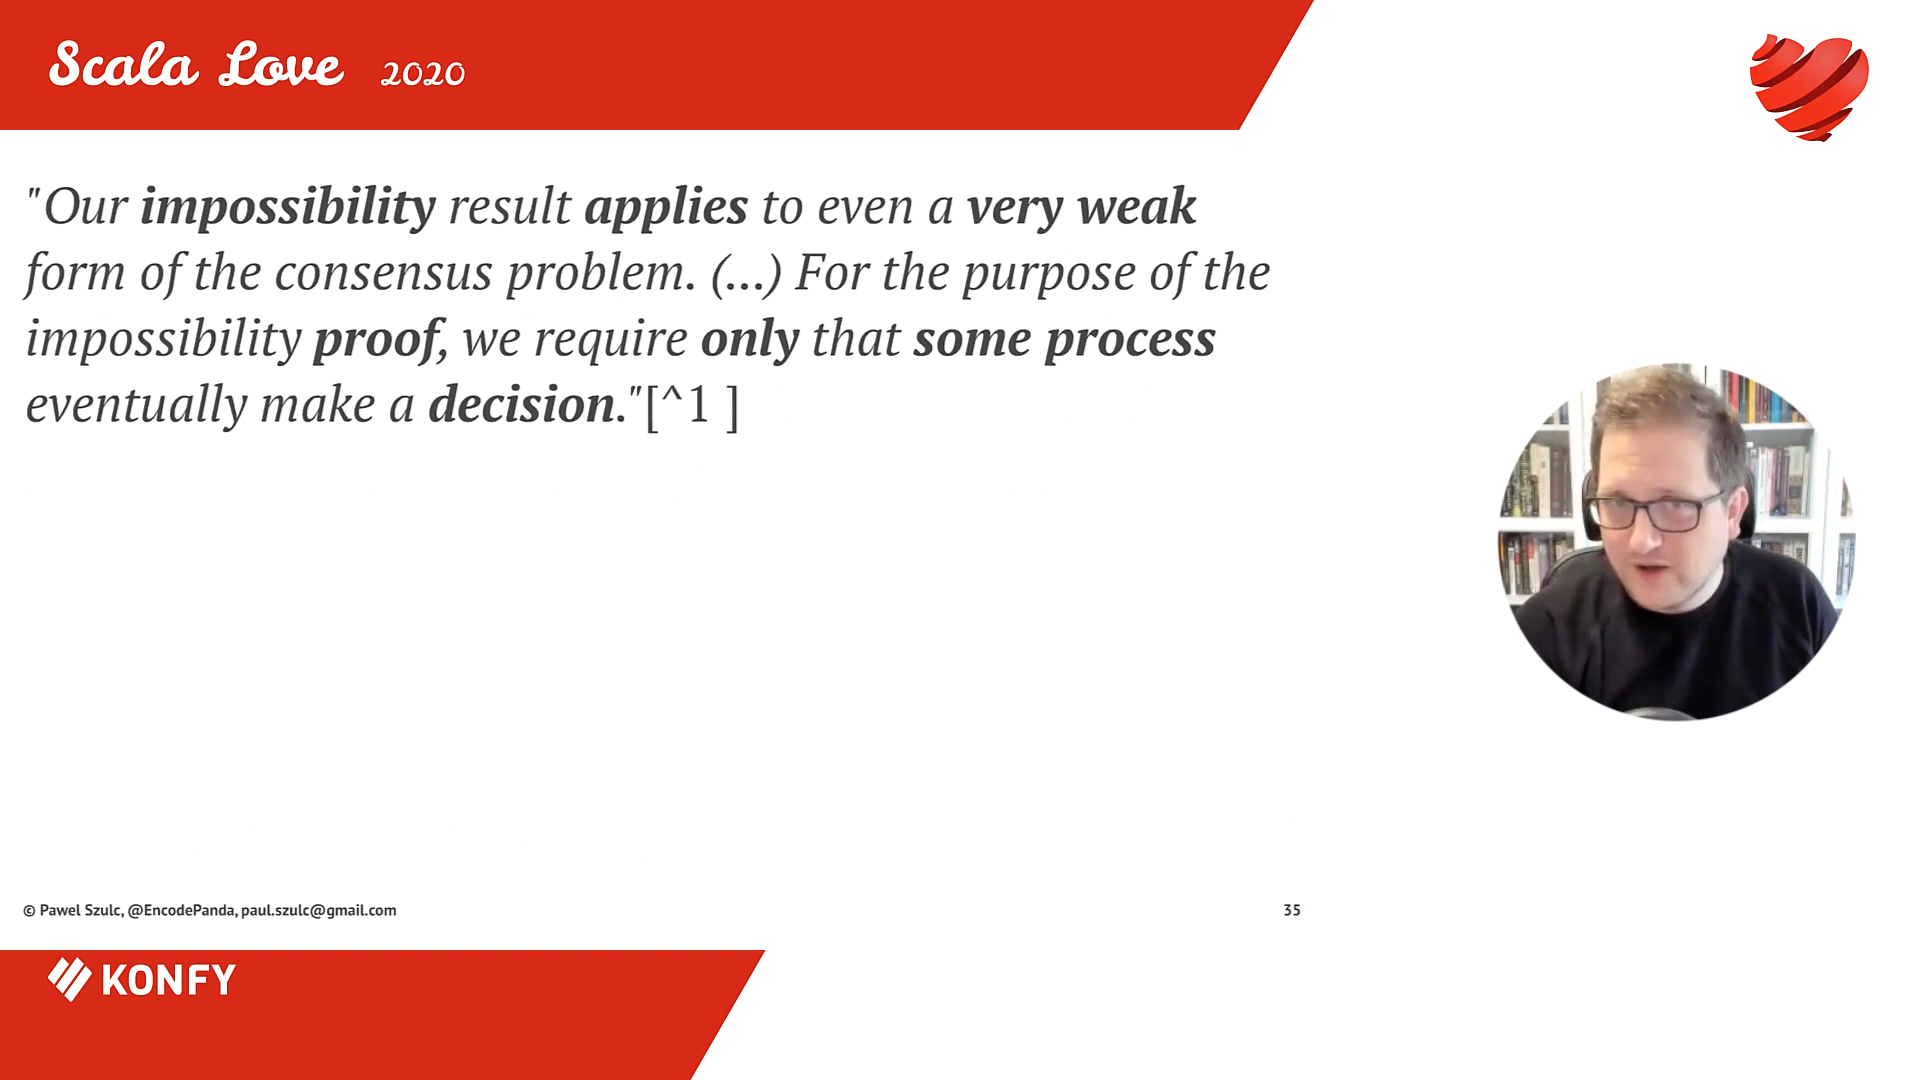 Scala Love 2020
"Our impossibility result applies to even a very weak
form of the consensus problem. (...) For the purpose of the
impossibility proof, we require only that some process
eventually make a decision."[^1 ]
© Pawel Szulc, @EncodePanda, paul.szulc@gmail.com
35
KONFY